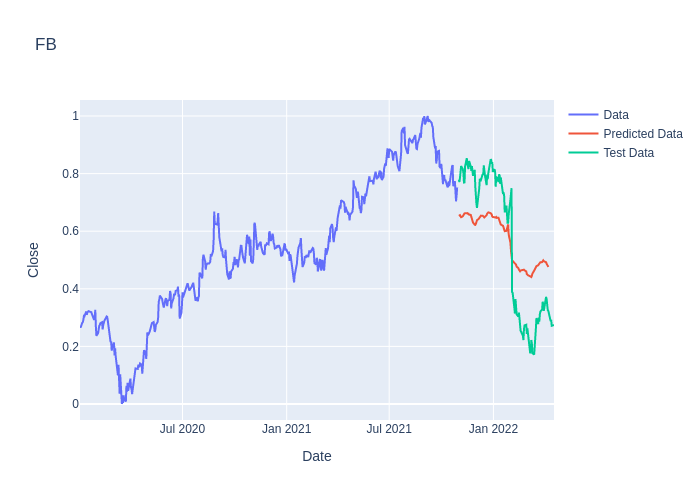 FB
Data
Predicted Data
Test Data
Close
1
0.8
0.6
0.4
0.2
0
Jul 2020
Jan 2021
Jul 2021
Jan 2022
Date